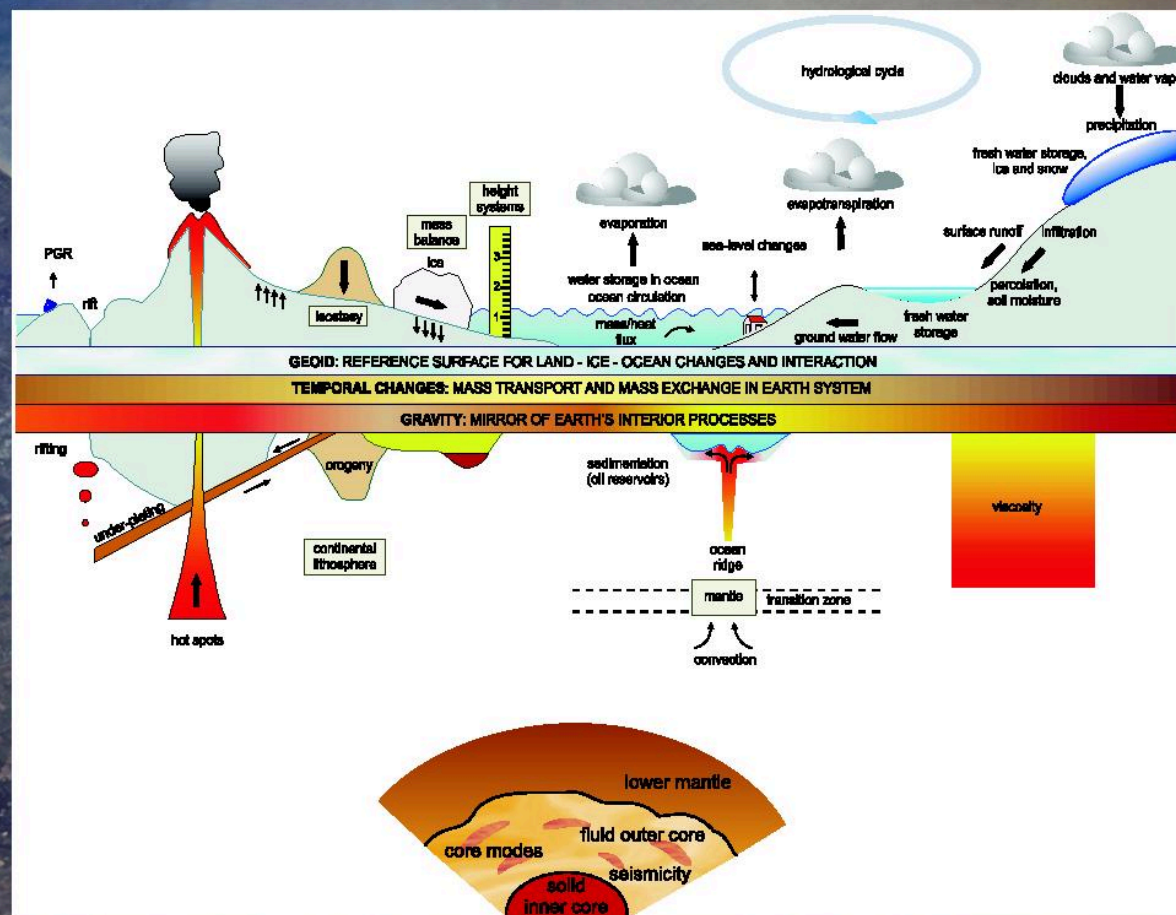 hydrological cycle
clouds and water vap
precipitation
fresh water storage,
ice and snow
height
systems
mass
balance
ice
evaporation
evapotranspiration
sea-level changes
surface runoff
infiltration
PGR
rift
3
2
1
isostasy
water storage in ocean
ocean circulation
mass/heat
flux
percolation,
soil moisture
fresh water
storage
ground water flow
GEOID: REFERENCE SURFACE FOR LAND - ICE - OCEAN CHANGES AND INTERACTION
TEMPORAL CHANGES: MASS TRANSPORT AND MASS EXCHANGE IN EARTH SYSTEM
GRAVITY: MIRROR OF EARTH'S INTERIOR PROCESSES
rifting
orogeny
sedimentation
(oil reservoirs)
viscosity
under-plating
continental
lithosphere
ocean
ridge
mantle
transition zone
hot spots
convection
lower mantle
fluid outer core
core modes
seismicity
solid
inner core